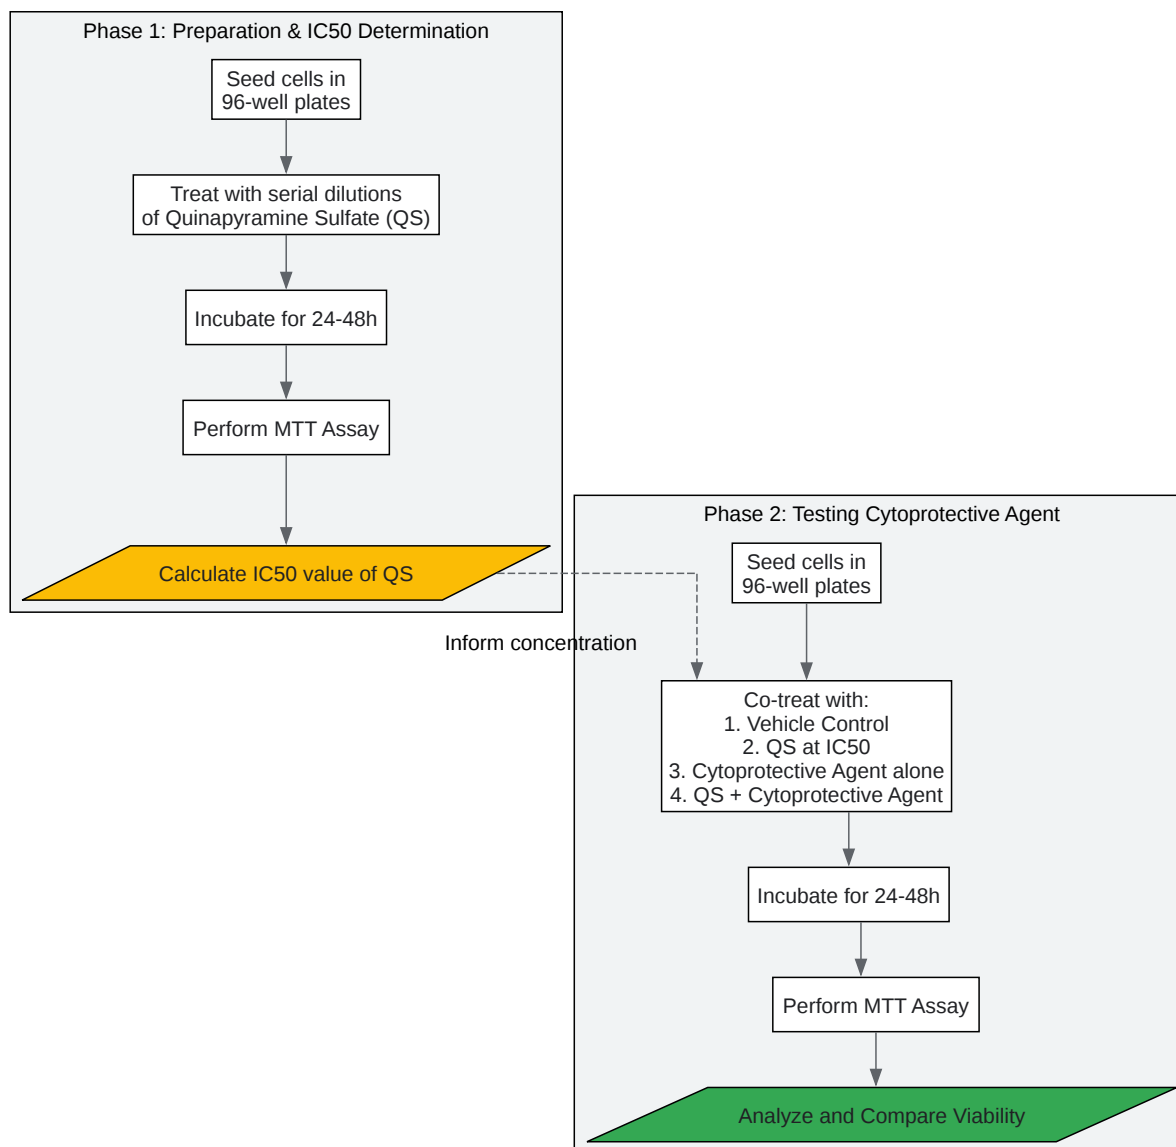 Phase 1: Preparation & IC50 Determination
Seed cells in
96-well plates
Treat with serial dilutions
of Quinapyramine Sulfate (QS)
Incubate for 24-48h
Perform MTT Assay
Calculate IC50 value of QS
Inform concentration
Phase 2: Testing Cytoprotective Agent
Seed cells in
96-well plates
Co-treat with:
1. Vehicle Control
2. QS at IC50
3. Cytoprotective Agent alone
4. QS + Cytoprotective Agent
Incubate for 24-48h
Perform MTT Assay
Analyze and Compare Viability